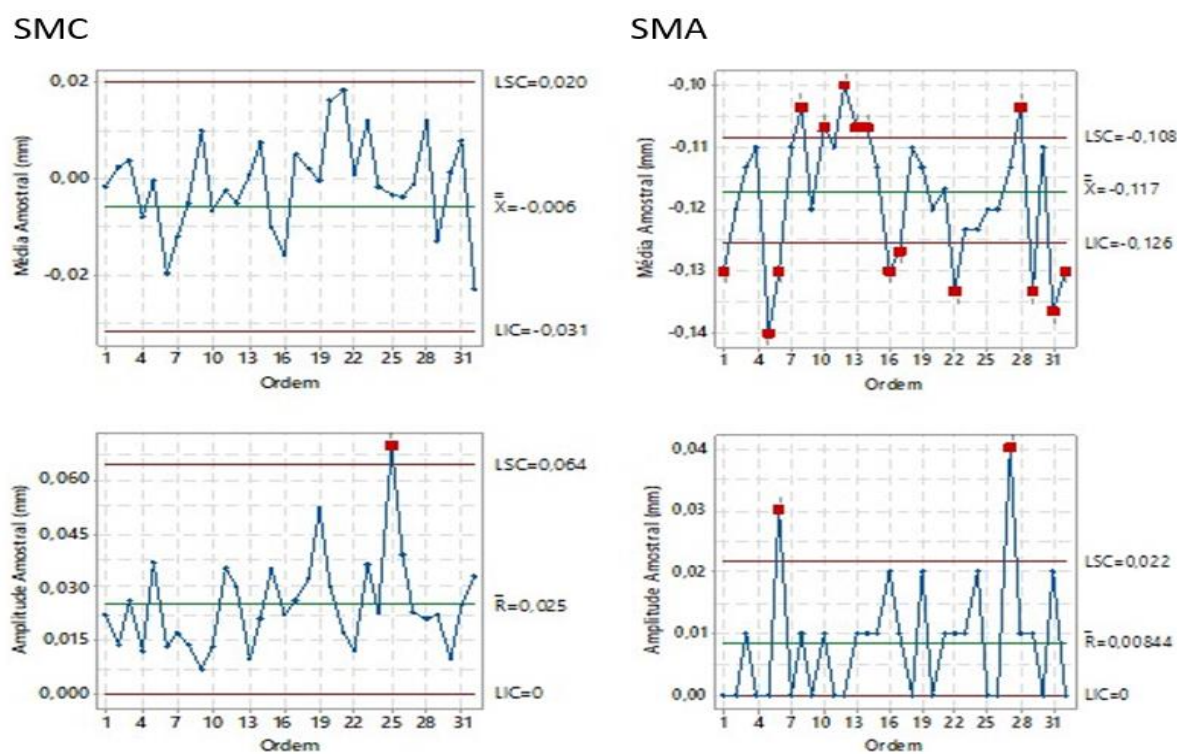 SMC
Média Amostral (mm)
0,02
0,00
-0,02
LSC=0,020
X̿=-0,006
LIC=-0,031
1 4 7 10 13 16 19 22 25 28 31
Ordem
SMA
Média Amostral (mm)
-0,10
-0,11
-0,12
-0,13
-0,14
LSC=-0,108
X̿=-0,117
LIC=-0,126
1 4 7 10 13 16 19 22 25 28 31
Ordem
Amplitude Amostral (mm)
0,060
0,045
0,030
0,015
0,000
LSC=0,064
R̿=0,025
LIC=0
1 4 7 10 13 16 19 22 25 28 31
Ordem
Amplitude Amostral (mm)
0,04
0,03
0,02
0,01
0,00
LSC=0,022
R̿=0,00844
LIC=0
1 4 7 10 13 16 19 22 25 28 31
Ordem